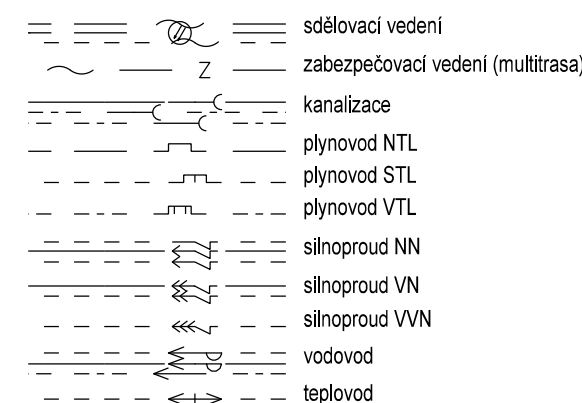 sdělovací vedení
Z zabezpečovací vedení (multitrasa)
kanalizace
plynovod NTL
plynovod STL
plynovod VTL
silnoproud NN
silnoproud VN
silnoproud VVN
vodovod
teplovod